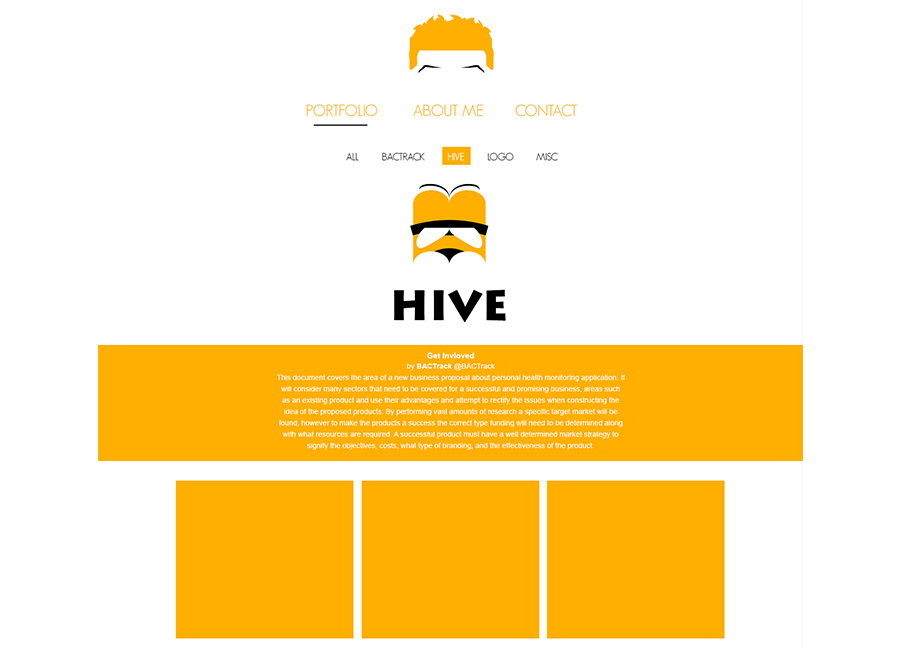 PORTFOLIO ABOUT ME CONTACT
ALL BACTRACK HIVE LOGO MISC
HIVE
Get Invloved
by BACTrack @BACTrack
This document covers the area of a new business proposal about personal health monitoring application. If
will consider many sectors that need to be covered for a successful and promising business, areas such
as an existing product and use their advantages and attempt to rectify the issues when constructing the
idea of the proposed products. By performing vast amounts of research a specific target market will be
found, however to make the products a success the correct type funding will need to be determined along
with what resources are required. A successful product must have a well determined market strategy to
signify the objectives, costs, what type of branding, and the effectiveness of the product.